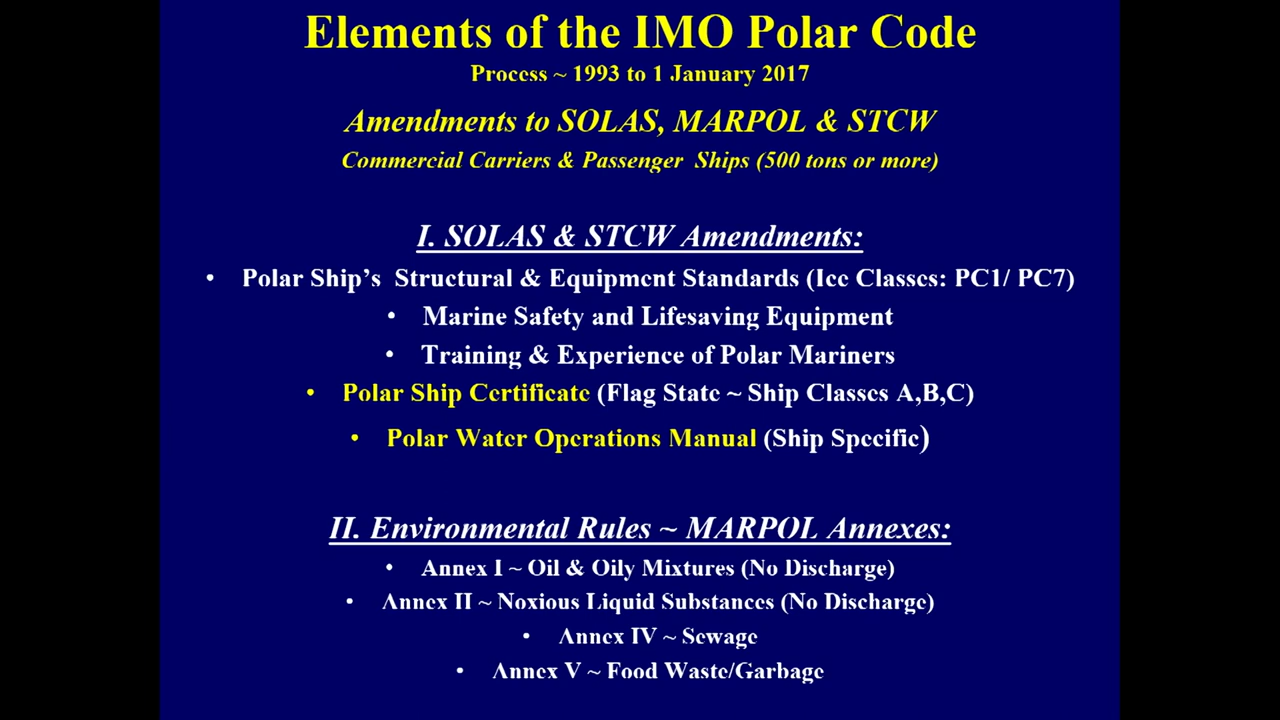 Elements of the IMO Polar Code
Process ~ 1993 to 1 January 2017
Amendments to SOLAS, MARPOL & STCW
Commercial Carriers & Passenger Ships (500 tons or more)
I. SOLAS & STCW Amendments:
• Polar Ship's Structural & Equipment Standards (Ice Classes: PC1/ PC7)
• Marine Safety and Lifesaving Equipment
• Training & Experience of Polar Mariners
• Polar Ship Certificate (Flag State ~ Ship Classes A,B,C)
• Polar Water Operations Manual (Ship Specific)
II. Environmental Rules ~ MARPOL Annexes:
• Annex I ~ Oil & Oily Mixtures (No Discharge)
• Annex II ~ Noxious Liquid Substances (No Discharge)
• Annex IV ~ Sewage
• Annex V ~ Food Waste/Garbage